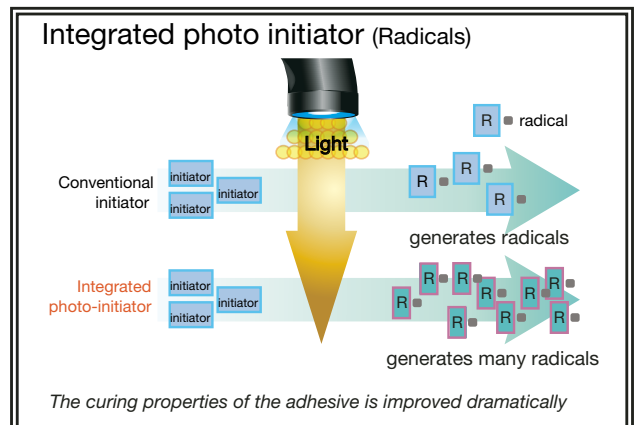 Integrated photo initiator (Radicals)
Light
R radical
Conventional
initiator
initiator
initiator
initiator
R
R
R
generates radicals
Integrated
photo-initiator
initiator
initiator
initiator
R
R
R
R
R
R
R
R
R
generates many radicals
The curing properties of the adhesive is improved dramatically